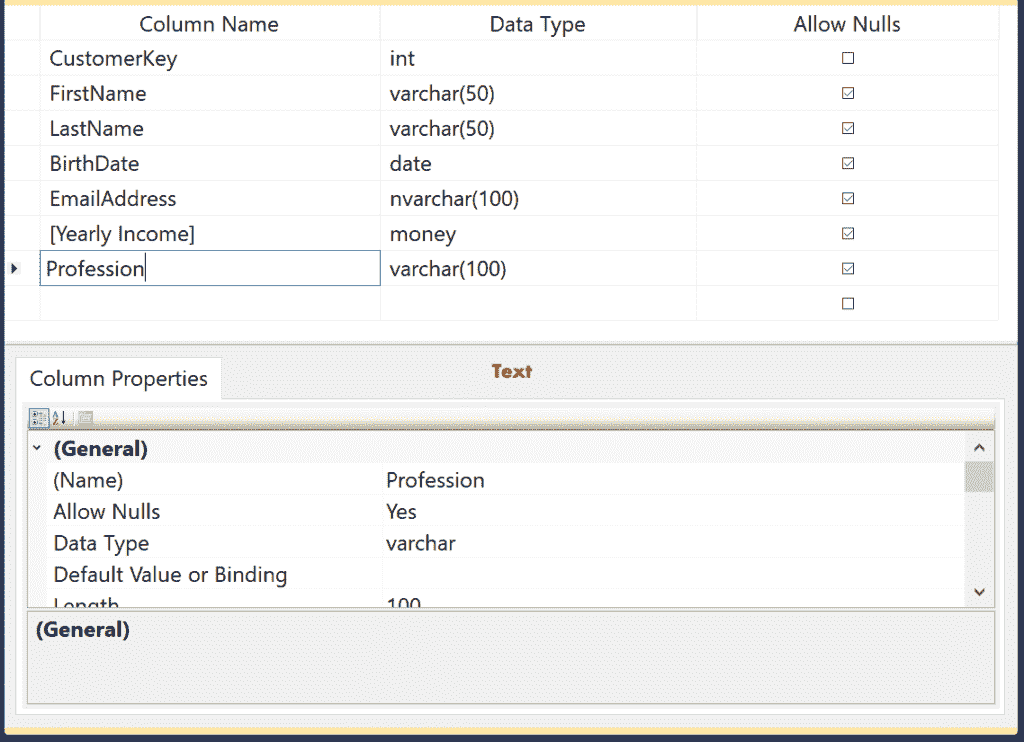 Column Name Data Type Allow Nulls
CustomerKey int
FirstName varchar(50)
LastName varchar(50)
BirthDate date
EmailAddress nvarchar(100)
[Yearly Income] money
Profession varchar(100)
Text
Column Properties
(General)
(Name) Profession
Allow Nulls Yes
Data Type varchar
Default Value or Binding
Length 100
(General)